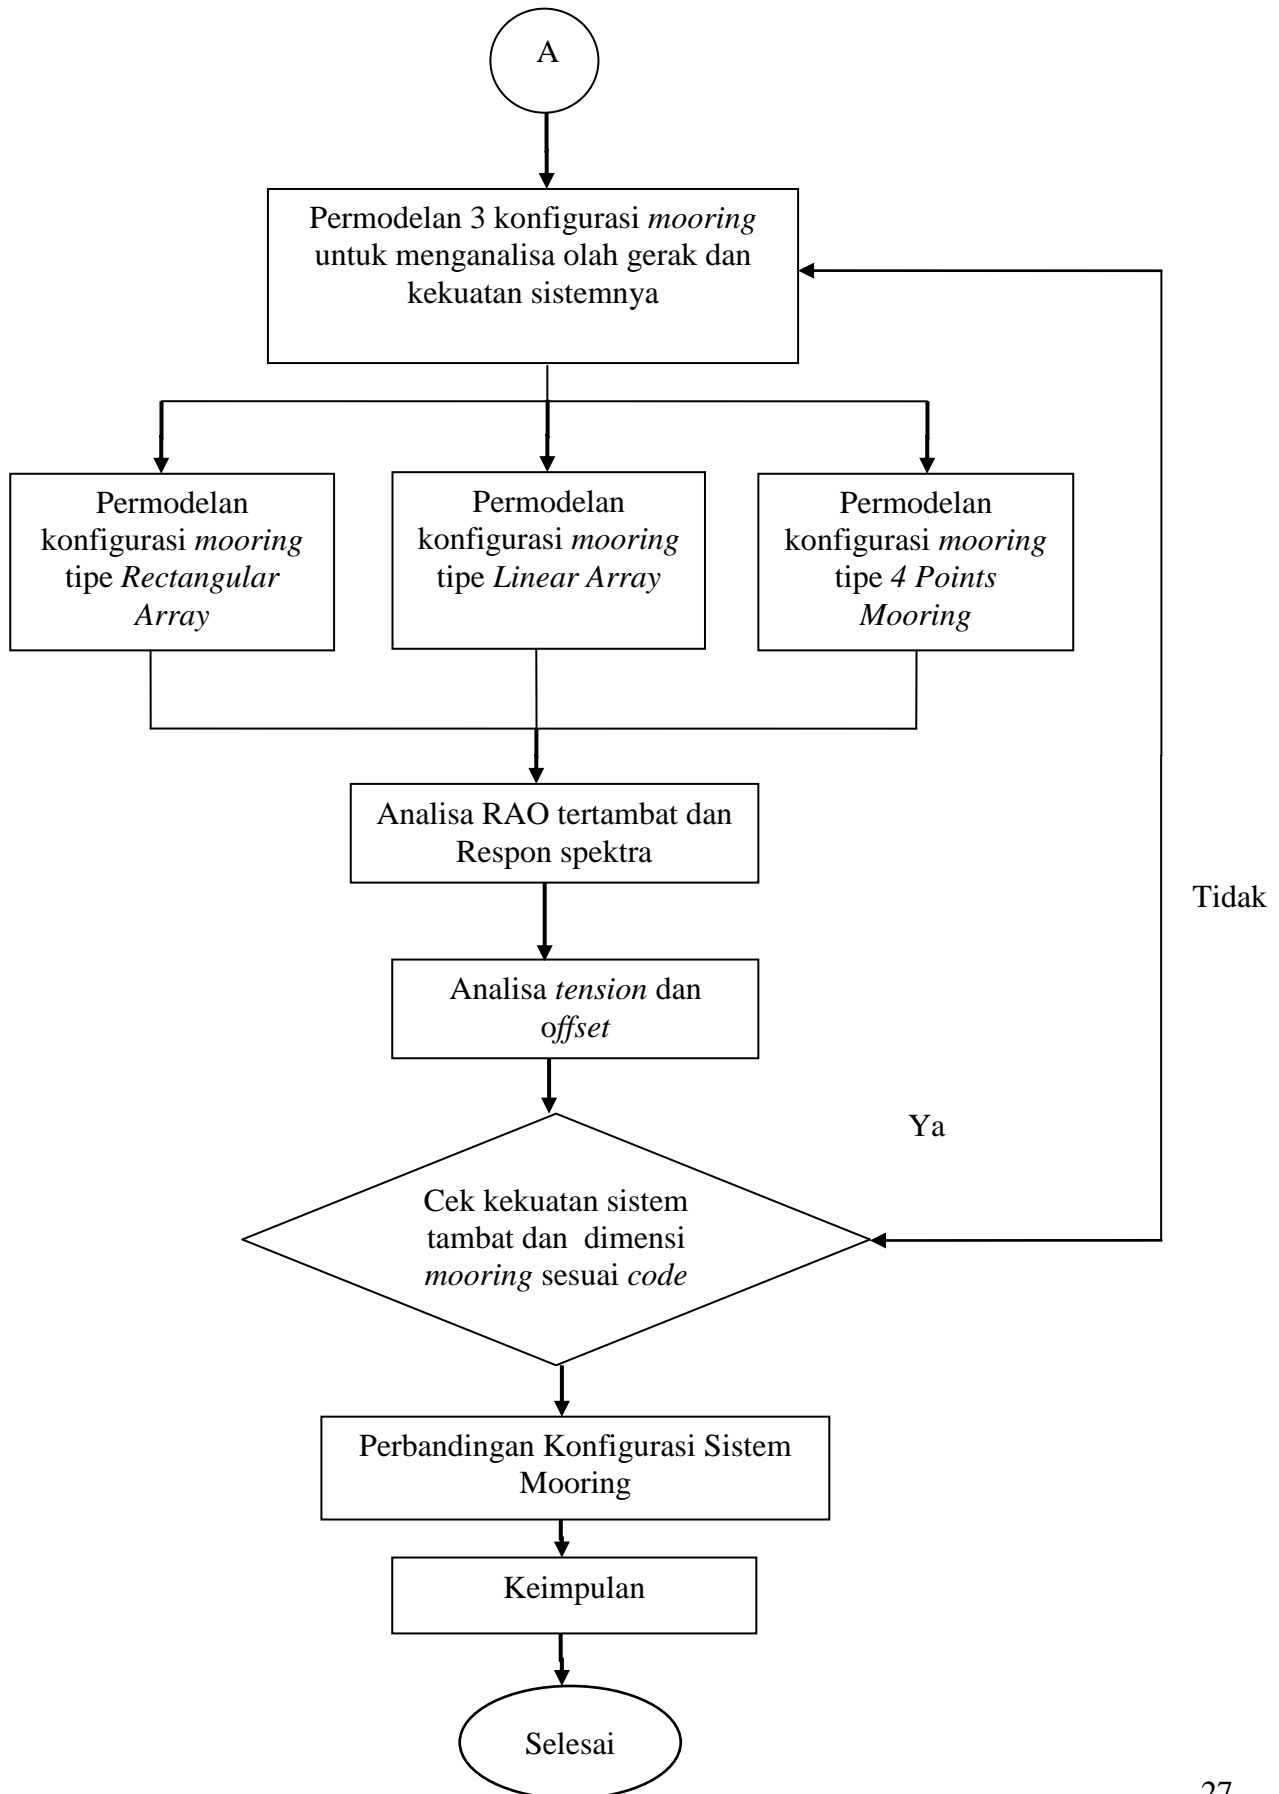 A
Permodelan 3 konfigurasi mooring
untuk menganalisa olah gerak dan
kekuatan sistemnya
Permodelan
konfigurasi mooring
tipe Rectangular
Array
Permodelan
konfigurasi mooring
tipe Linear Array
Permodelan
konfigurasi mooring
tipe 4 Points
Mooring
Analisa RAO tertambat dan
Respon spektra
Tidak
Analisa tension dan
offset
Ya
Cek kekuatan sistem
tambat dan dimensi
mooring sesuai code
Perbandingan Konfigurasi Sistem
Mooring
Keimpulan
Selesai
27